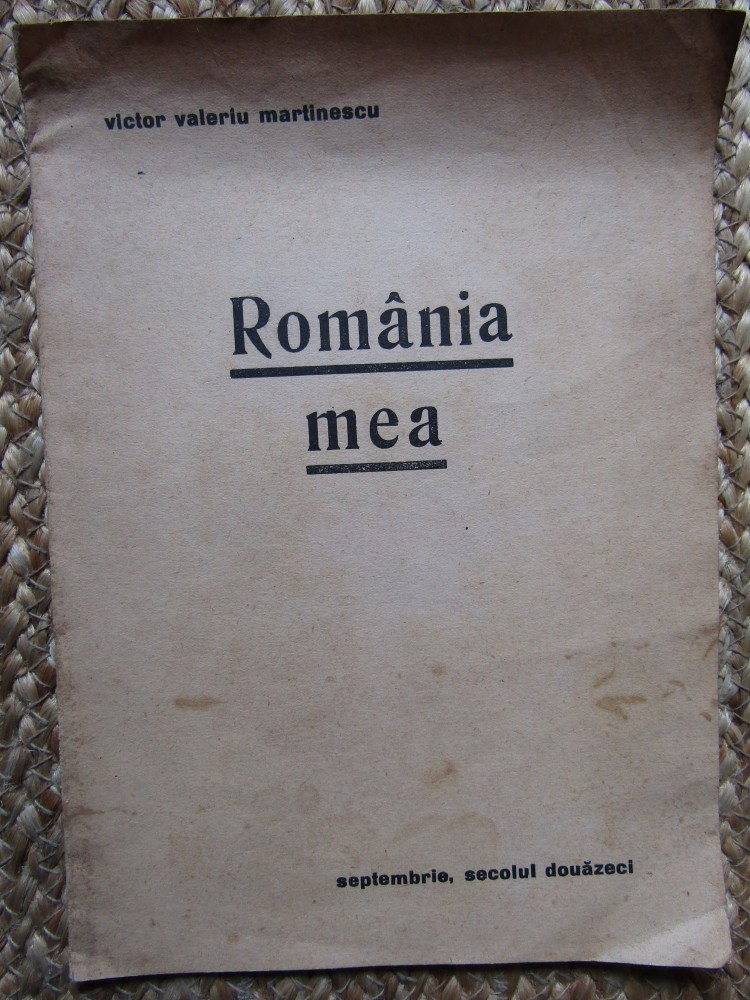 victor valeriu martinescu
România
mea
septembrie, secolul douăzeci